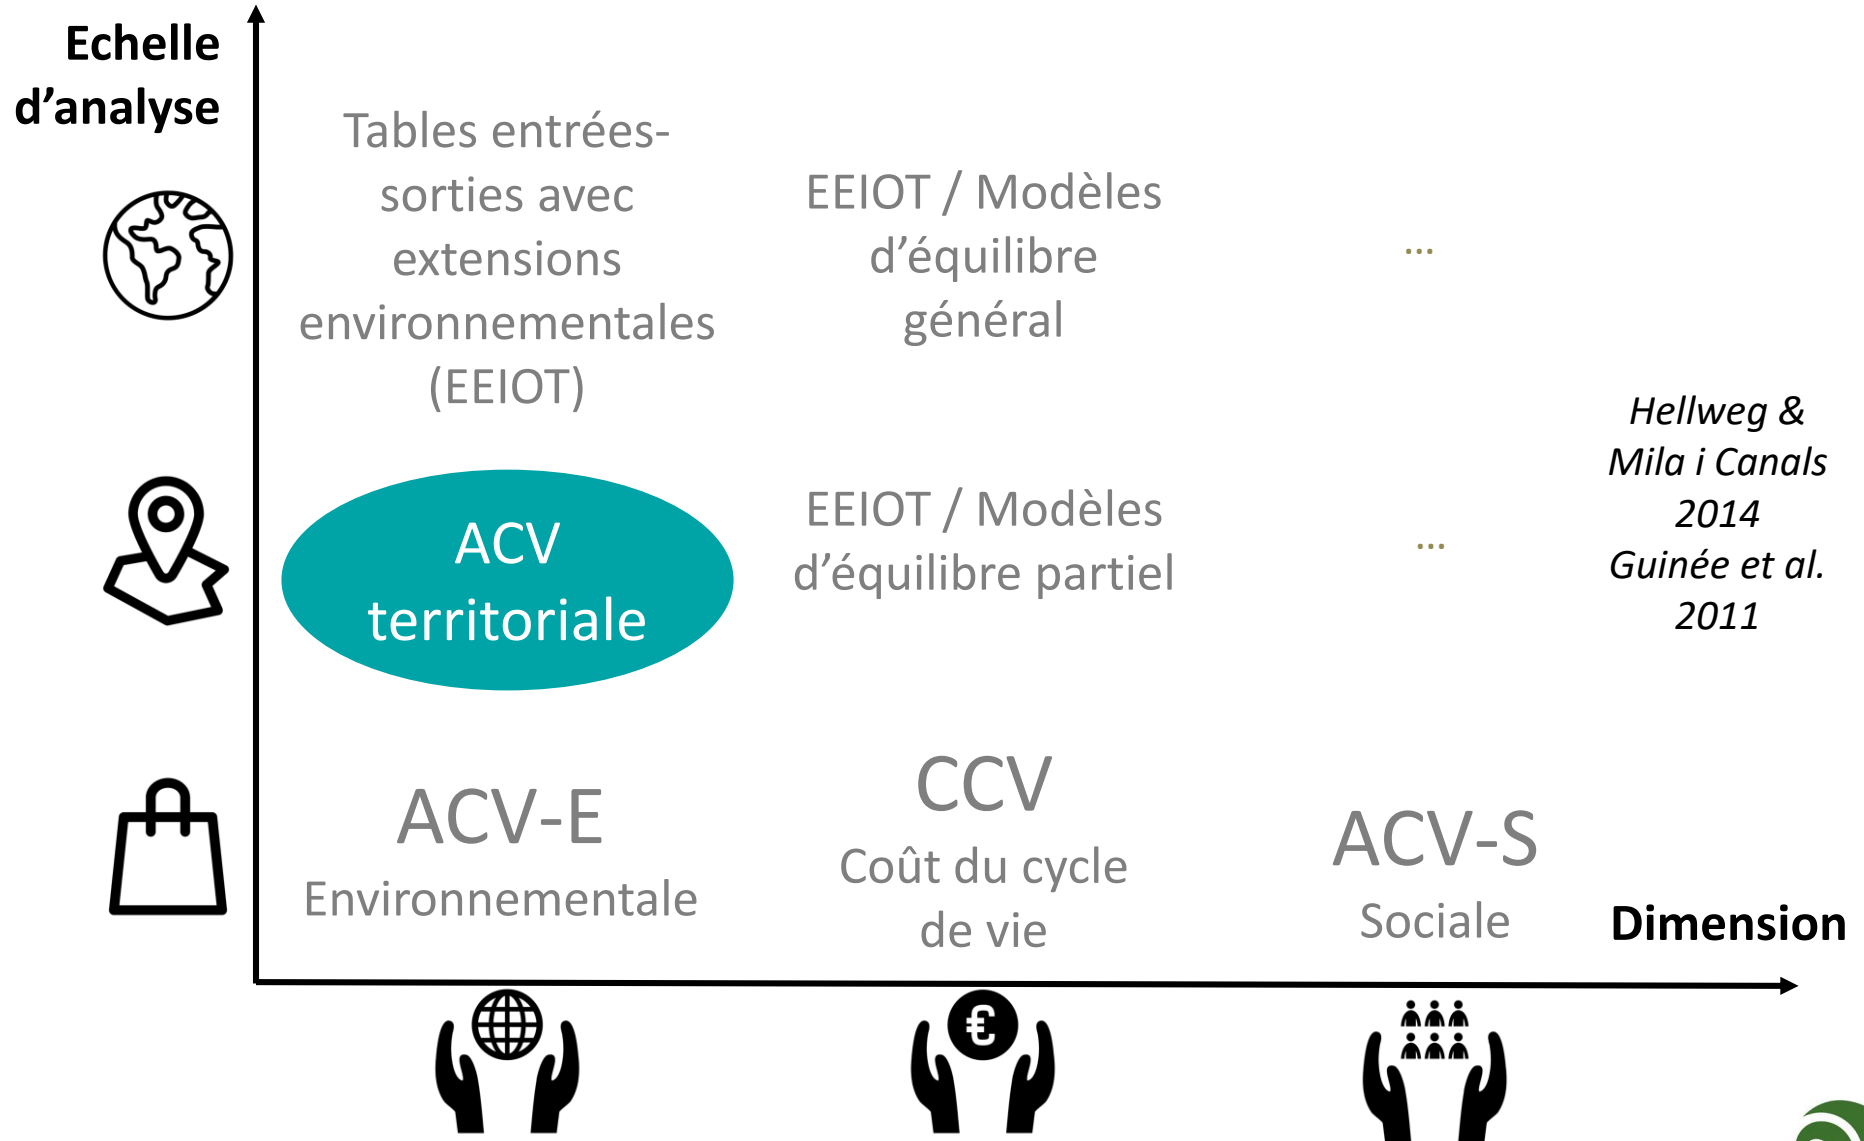 Echelle
d’analyse
Tables entrées-
sorties avec
extensions
environnementales
(EEIOT)
EEIOT / Modèles
d’équilibre
général
...
ACV
territoriale
EEIOT / Modèles
d’équilibre partiel
...
Hellweg &
Mila i Canals
2014
Guinée et al.
2011
ACV-E
Environnementale
CCV
Coût du cycle
de vie
ACV-S
Sociale
Dimension
€